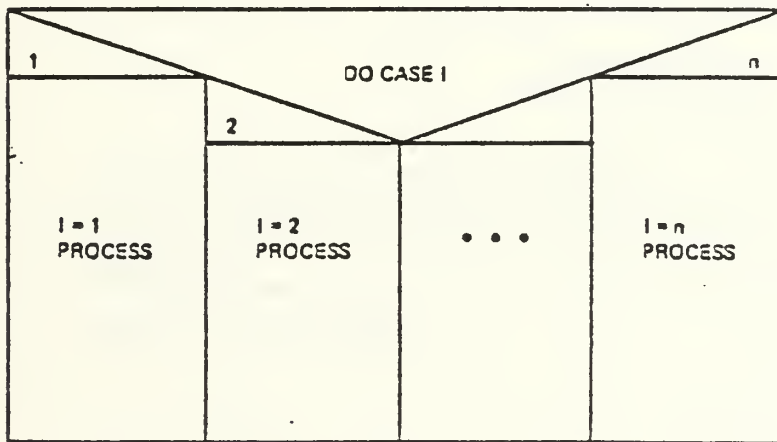 DO CASE I
1
n
2
I = 1
PROCESS
I = 2
PROCESS
• • •
I = n
PROCESS